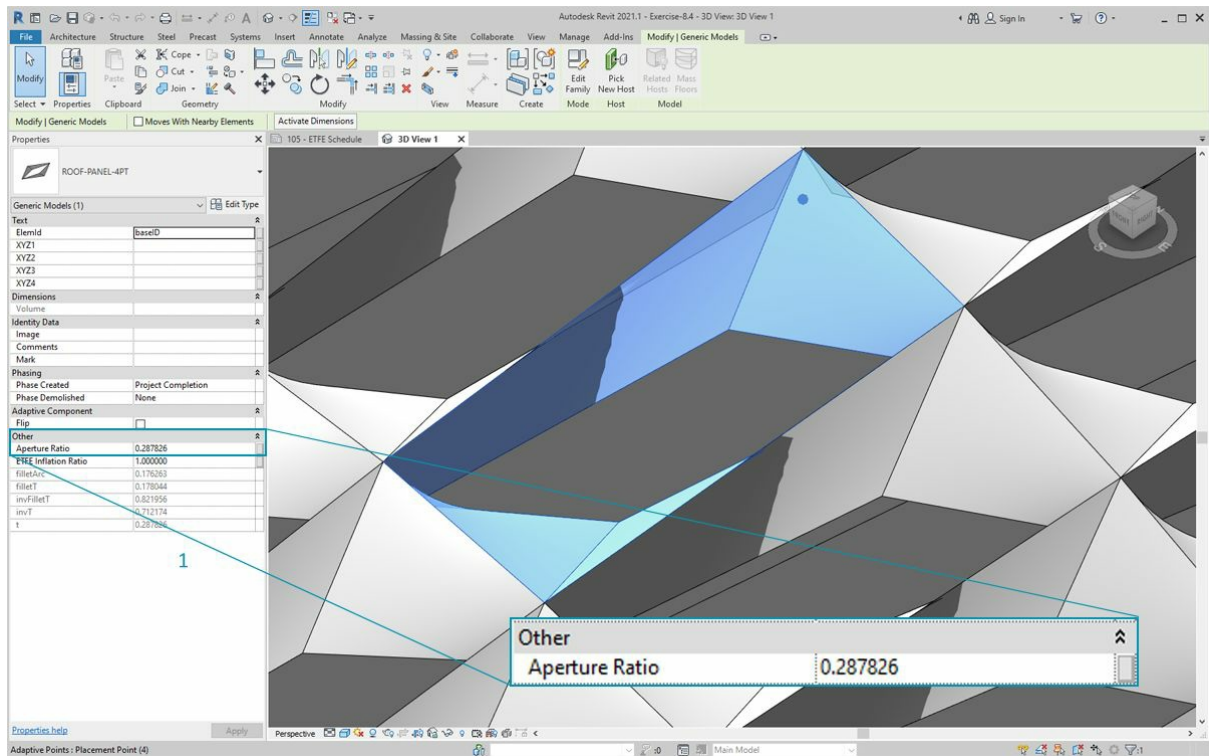 Autodesk Revit 2021.1 - Exercise-8.4 - 3D View: 3D View 1
Sign In
File Architecture Structure Steel Precast Systems Insert Annotate Analyze Massing & Site Collaborate View Manage Add-Ins Modify | Generic Models
Modify
Paste
Cope
Cut
Join
Edit Family
Pick New Host
Related Hosts
Mass Floors
Select Properties Clipboard Geometry Modify View Measure Create Mode Host Model
Modify | Generic Models Moves With Nearby Elements Activate Dimensions
Properties
105 - ETFE Schedule 3D View 1
ROOF-PANEL-4PT
Generic Models (1) Edit Type
Text
ElemId baseID
XYZ1
XYZ2
XYZ3
XYZ4
Dimensions
Volume
Identity Data
Image
Comments
Mark
Phasing
Phase Created Project Completion
Phase Demolished None
Adaptive Component
Flip
Other
Aperture Ratio 0.287826
ETFE Inflation Ratio 1.000000
filletArc 0.176263
filletT 0.178044
invFilletT 0.821956
invT 0.712174
t 0.287826
1
Other
Aperture Ratio 0.287826
Properties help Apply
Perspective
Adaptive Points : Placement Point (4)
:0
Main Model
:1